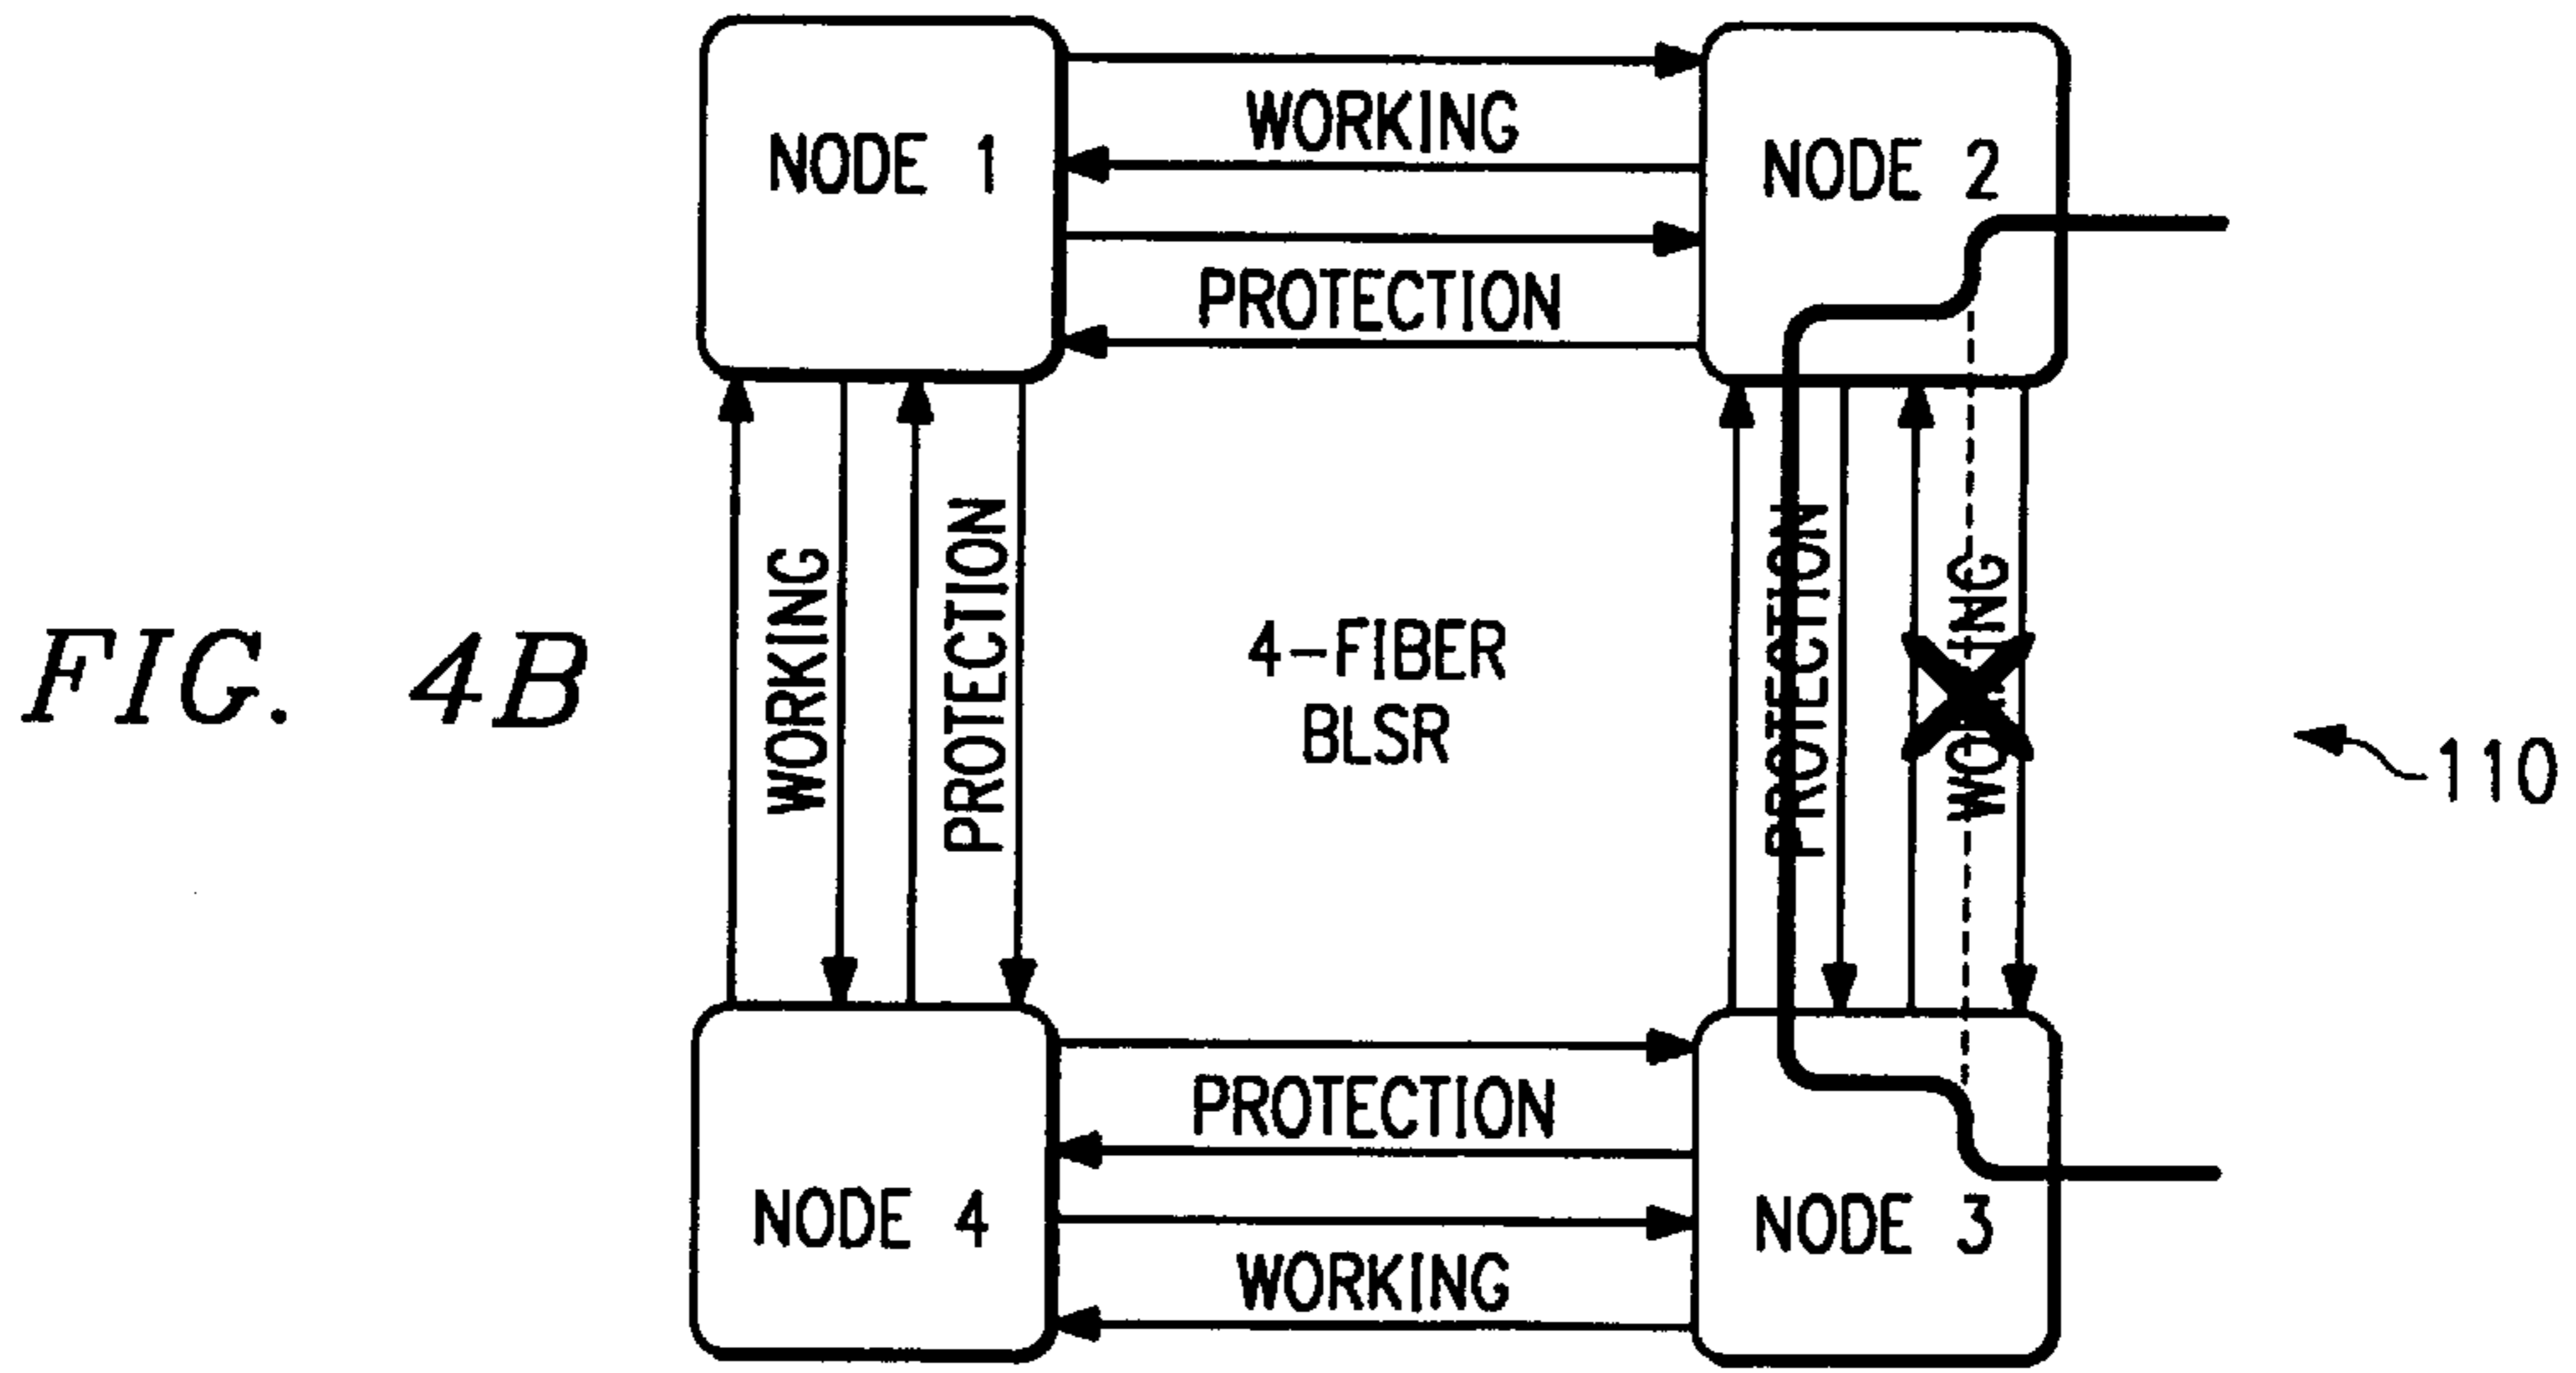 WORKING
NODE 1
NODE 2
PROTECTION
FIG. 4B
WORKING
PROTECTION
4-FIBER
BLSR
PROTECTION
WORKING
110
PROTECTION
NODE 4
NODE 3
WORKING